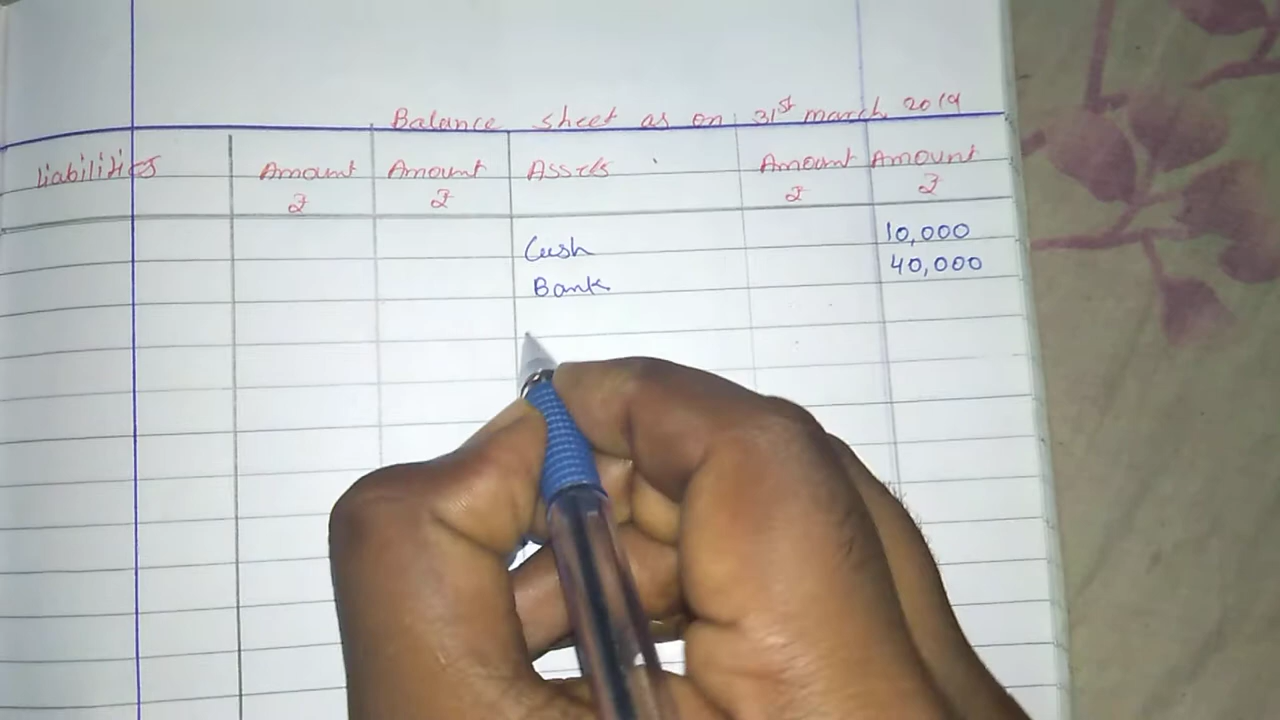 Balance sheet as on 31st march 2019
Liabilities Amount ₹ Amount ₹ Assets Amount ₹ Amount ₹
Cash 10,000
Bank 40,000